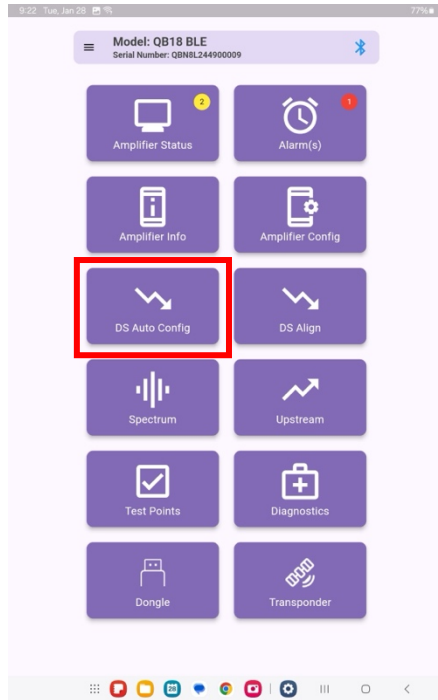 9:22 Tue, Jan 28
77%
Model: QB18 BLE
Serial Number: QBN8L244900009
2
1
Amplifier Status
Alarm(s)
Amplifier Info
Amplifier Config
DS Auto Config
DS Align
Spectrum
Upstream
Test Points
Diagnostics
Dongle
Transponder
28